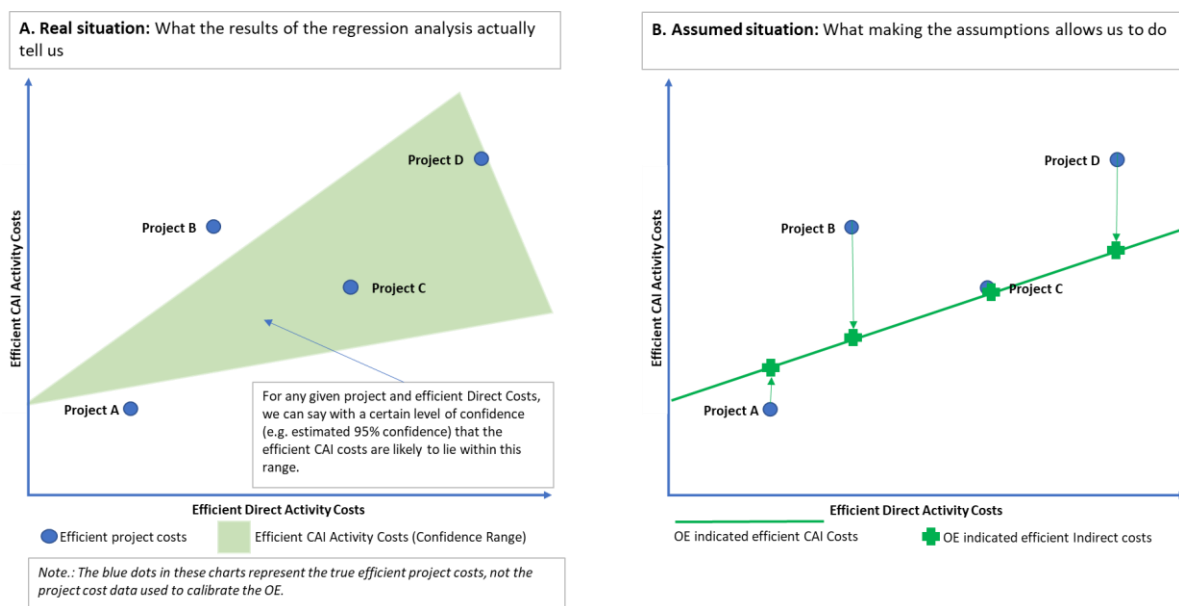 A. Real situation: What the results of the regression analysis actually
tell us
Efficient CAI Activity Costs
Project D
Project B
Project C
Project A
For any given project and efficient Direct Costs,
we can say with a certain level of confidence
(e.g. estimated 95% confidence) that the
efficient CAI costs are likely to lie within this
range.
Efficient Direct Activity Costs
Efficient project costs
Efficient CAI Activity Costs (Confidence Range)
Note.: The blue dots in these charts represent the true efficient project costs, not the
project cost data used to calibrate the OE.
B. Assumed situation: What making the assumptions allows us to do
Efficient CAI Activity Costs
Project D
Project B
Project C
Project A
Efficient Direct Activity Costs
OE indicated efficient CAI Costs
OE indicated efficient Indirect costs